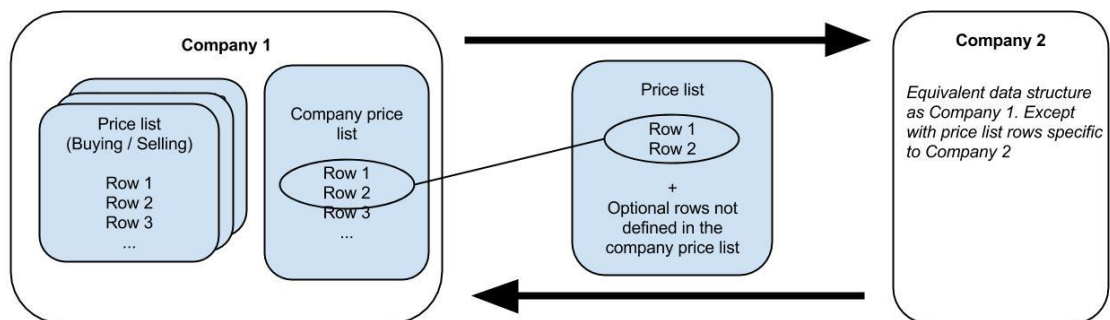 Company 1
Price list
(Buying / Selling)
Row 1
Row 2
Row 3
...
Company price
list
Row 1
Row 2
Row 3
...
Price list
Row 1
Row 2
+
Optional rows not
defined in the
company price list
Company 2
Equivalent data structure
as Company 1. Except
with price list rows specific
to Company 2